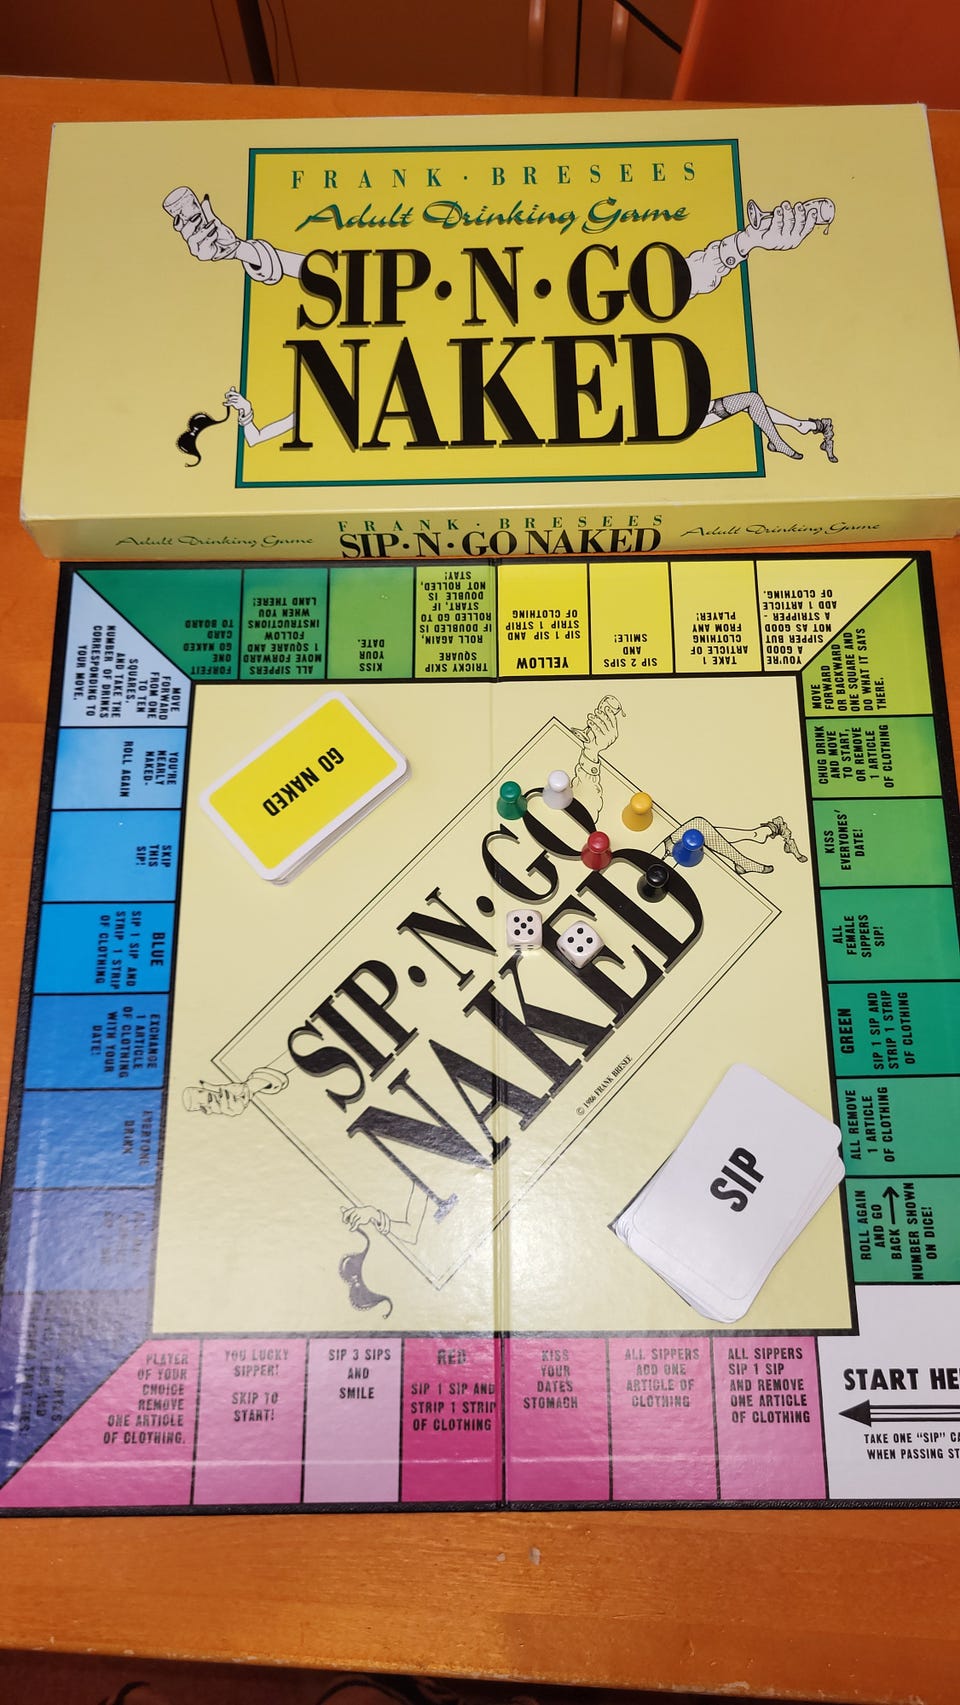 FRANK · BRESEES
Adult Drinking Game
SIP·N·GO
NAKED
FRANK · BRESEES
Adult Drinking Game
SIP·N·GO NAKED
Adult Drinking Game
MOVE
FORWARD
FROM ONE
TO TEN
SQUARES,
AND TAKE THE
NUMBER OF DRINKS
CORRESPONDING TO
YOUR MOVE.
FORFEIT
ONE
GO NAKED
CARD
TO BOARD
ALL SIPPERS
MOVE FORWARD
1 SQUARE AND
FOLLOW
INSTRUCTIONS
WHEN YOU
LAND THERE!
KISS
YOUR
DATE.
TRICKY SKIP
SQUARE
ROLL AGAIN.
IF DOUBLED IS
ROLLED GO TO
START, IF
DOUBLE IS
NOT ROLLED,
STAY!
YELLOW
SIP 1 SIP AND
STRIP 1 STRIP
OF CLOTHING
SIP 2 SIPS
AND
SMILE!
TAKE 1
ARTICLE OF
CLOTHING
FROM ANY
PLAYER!
YOU'RE
A GOOD
SIPPER BUT
NOT AS GOOD
A STRIPPER -
ADD 1 ARTICLE
OF CLOTHING.
MOVE
FORWARD
OR BACKWARD
ONE SQUARE AND
DO WHAT IT SAYS
THERE.
CHUG DRINK
AND MOVE
TO START,
OR REMOVE
1 ARTICLE
OF CLOTHING
KISS
EVERYONES'
DATE!
ALL
FEMALE
SIPPERS
SIP!
GREEN
SIP 1 SIP AND
STRIP 1 STRIP
OF CLOTHING
ALL REMOVE
1 ARTICLE
OF CLOTHING
ROLL AGAIN
AND GO
BACK
NUMBER SHOWN
ON DICE!
YOU'RE
NEARLY
NAKED.
ROLL AGAIN
SKIP
THIS
SIP!
BLUE
SIP 1 SIP AND
STRIP 1 STRIP
OF CLOTHING
EXCHANGE
1 ARTICLE
OF CLOTHING
WITH YOUR
DATE!
EVERYONE
DRINK
GO NAKED
SIP·N·GO
NAKED
© 1986 FRANK BRESEE
SIP
PLAYER
OF YOUR
CHOICE
REMOVE
ONE ARTICLE
OF CLOTHING.
YOU LUCKY
SIPPER!
SKIP TO
START!
SIP 3 SIPS
AND
SMILE
RED
SIP 1 SIP AND
STRIP 1 STRIP
OF CLOTHING
KISS
YOUR
DATES
STOMACH
ALL SIPPERS
ADD ONE
ARTICLE OF
CLOTHING
ALL SIPPERS
SIP 1 SIP
AND REMOVE
ONE ARTICLE
OF CLOTHING
START HE
TAKE ONE "SIP" CA
WHEN PASSING ST